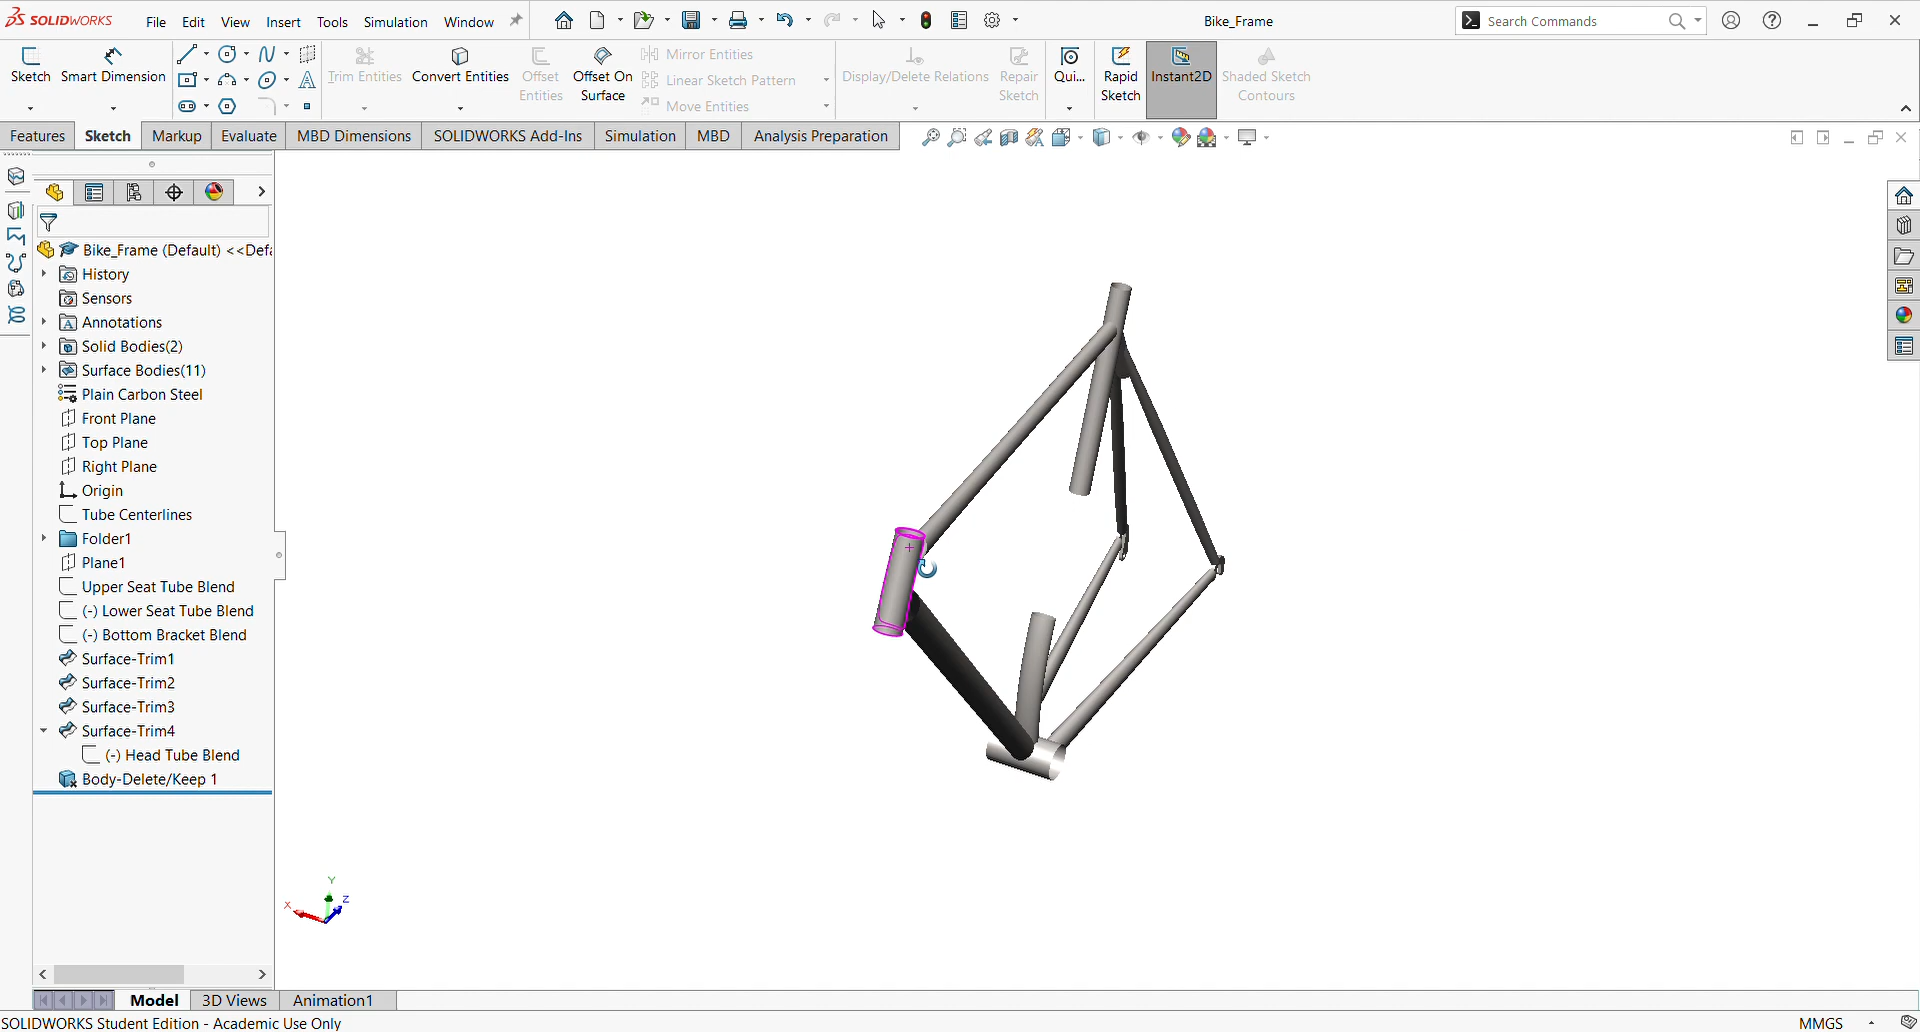 SOLIDWORKS
File Edit View Insert Tools Simulation Window
Bike_Frame
Search Commands
Sketch Smart Dimension
Trim Entities Convert Entities Offset Entities Offset On Surface
Mirror Entities
Linear Sketch Pattern
Move Entities
Display/Delete Relations Repair Sketch Qui... Rapid Sketch Instant2D Shaded Sketch Contours
Features Sketch Markup Evaluate MBD Dimensions SOLIDWORKS Add-Ins Simulation MBD Analysis Preparation
Bike_Frame (Default) <<Defa
History
Sensors
Annotations
Solid Bodies(2)
Surface Bodies(11)
Plain Carbon Steel
Front Plane
Top Plane
Right Plane
Origin
Tube Centerlines
Folder1
Plane1
Upper Seat Tube Blend
(-) Lower Seat Tube Blend
(-) Bottom Bracket Blend
Surface-Trim1
Surface-Trim2
Surface-Trim3
Surface-Trim4
(-) Head Tube Blend
Body-Delete/Keep 1
Y
X Z
Model 3D Views Animation1
SOLIDWORKS Student Edition - Academic Use Only
MMGS